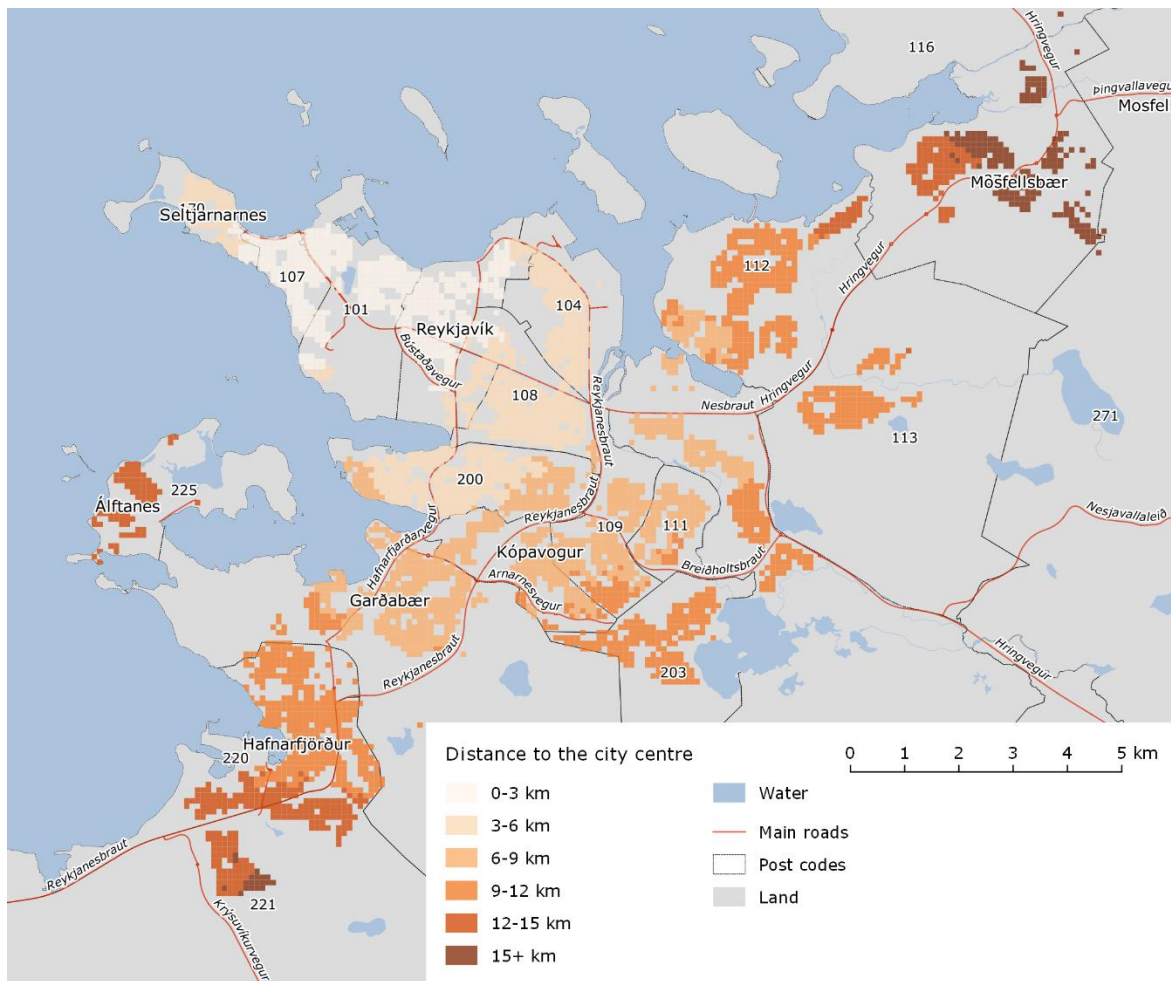 116
Hringvegur
Þingvallavegu
Mosfell
Mosfellsbær
170
Seltjarnarnes
107
112
101
104
Reykjavík
Bústaðavegur
Hringvegur
108
Reykjanesbraut
Nesbraut
Hringvegur
271
113
200
225
Álftanes
Hafnarfjarðarvegur
Reykjanesbraut
109
111
Nesjavallaleið
Kópavogur
Breiðholtsbraut
Arnarnesvegur
Garðabær
Reykjanesbraut
203
Hringvegur
Hafnarfjörður
220
Reykjanesbraut
221
Krýsuvíkurvegur
Distance to the city centre
0-3 km
3-6 km
6-9 km
9-12 km
12-15 km
15+ km
0 1 2 3 4 5 km
Water
Main roads
Post codes
Land